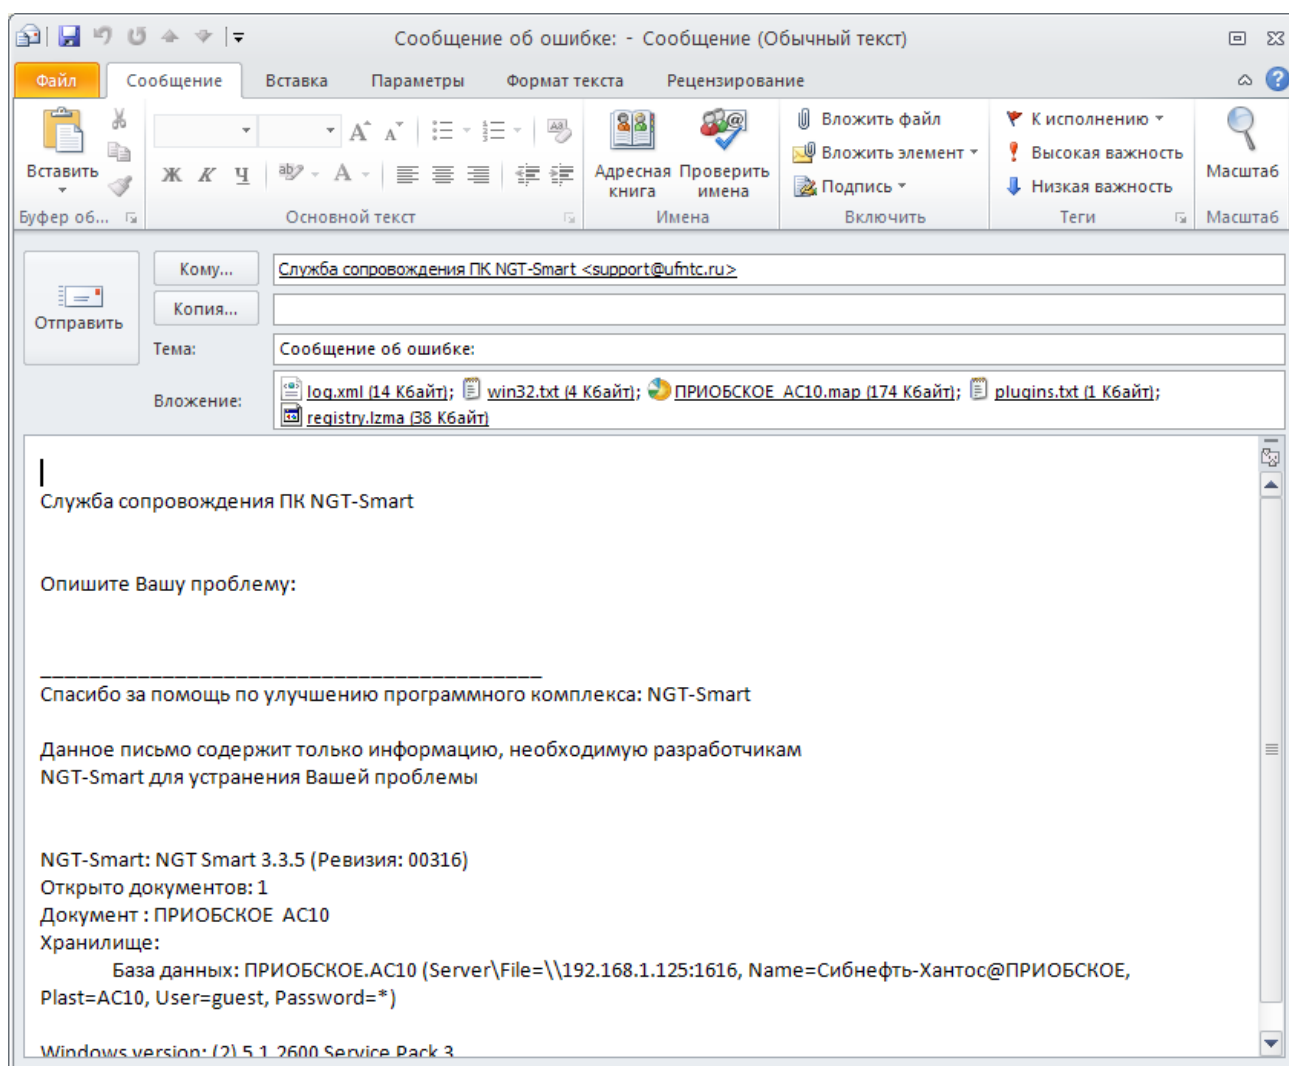 Сообщение об ошибке: - Сообщение (Обычный текст)
Файл Сообщение Вставка Параметры Формат текста Рецензирование
Вставить
Буфер об...
Ж К Ч
Основной текст
Адресная книга
Проверить имена
Имена
Вложить файл
Вложить элемент
Подпись
Включить
К исполнению
Высокая важность
Низкая важность
Теги
Масштаб
Масштаб
Отправить
Кому... Служба сопровождения ПК NGT-Smart <support@ufntc.ru>
Копия...
Тема: Сообщение об ошибке:
Вложение: log.xml (14 Кбайт); win32.txt (4 Кбайт); ПРИОБСКОЕ_АС10.map (174 Кбайт); plugins.txt (1 Кбайт);
registry.lzma (38 Кбайт)
Служба сопровождения ПК NGT-Smart
Опишите Вашу проблему:
Спасибо за помощь по улучшению программного комплекса: NGT-Smart
Данное письмо содержит только информацию, необходимую разработчикам
NGT-Smart для устранения Вашей проблемы
NGT-Smart: NGT Smart 3.3.5 (Ревизия: 00316)
Открыто документов: 1
Документ : ПРИОБСКОЕ АС10
Хранилище:
База данных: ПРИОБСКОЕ.АС10 (Server\File=\\192.168.1.125:1616, Name=Сибнефть-Хантос@ПРИОБСКОЕ,
Plast=АС10, User=guest, Password=*)
Windows version: (2) 5.1.2600 Service Pack 3